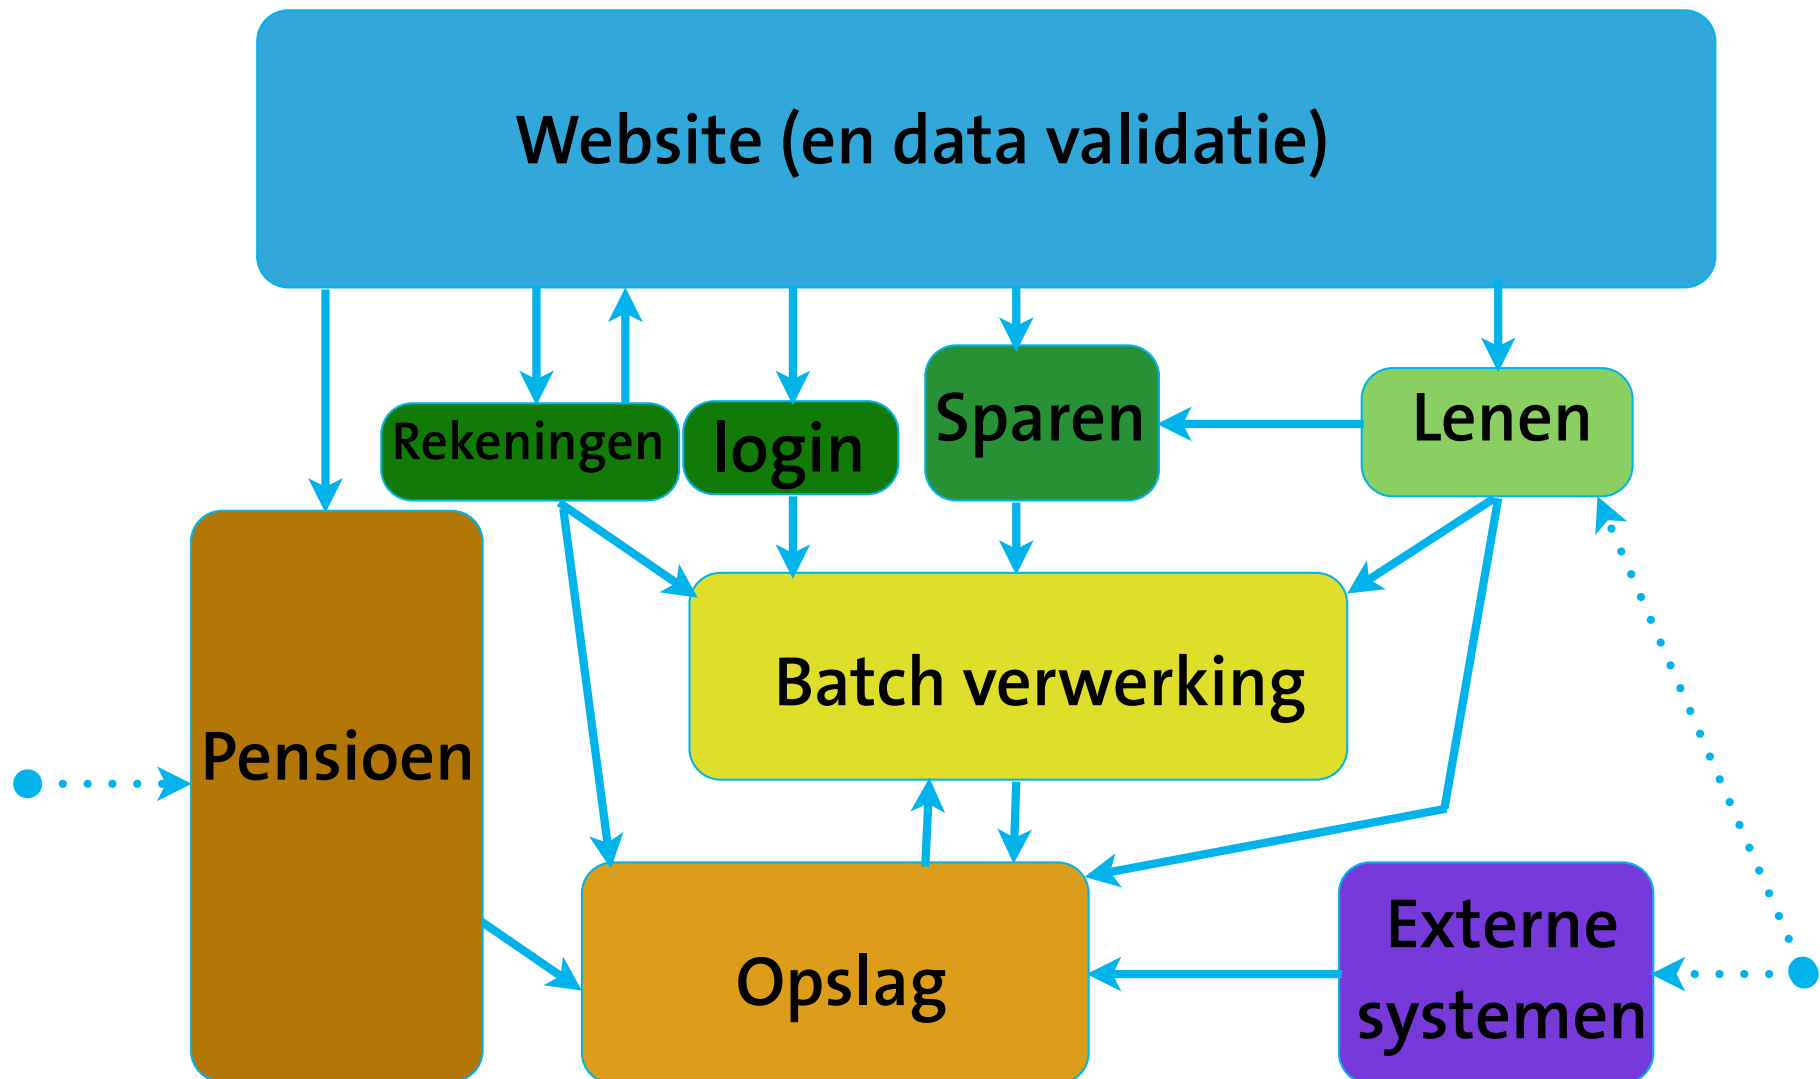 Website (en data validatie)
Rekeningen
login
Sparen
Lenen
Batch verwerking
Pensioen
Opslag
Externe
systemen